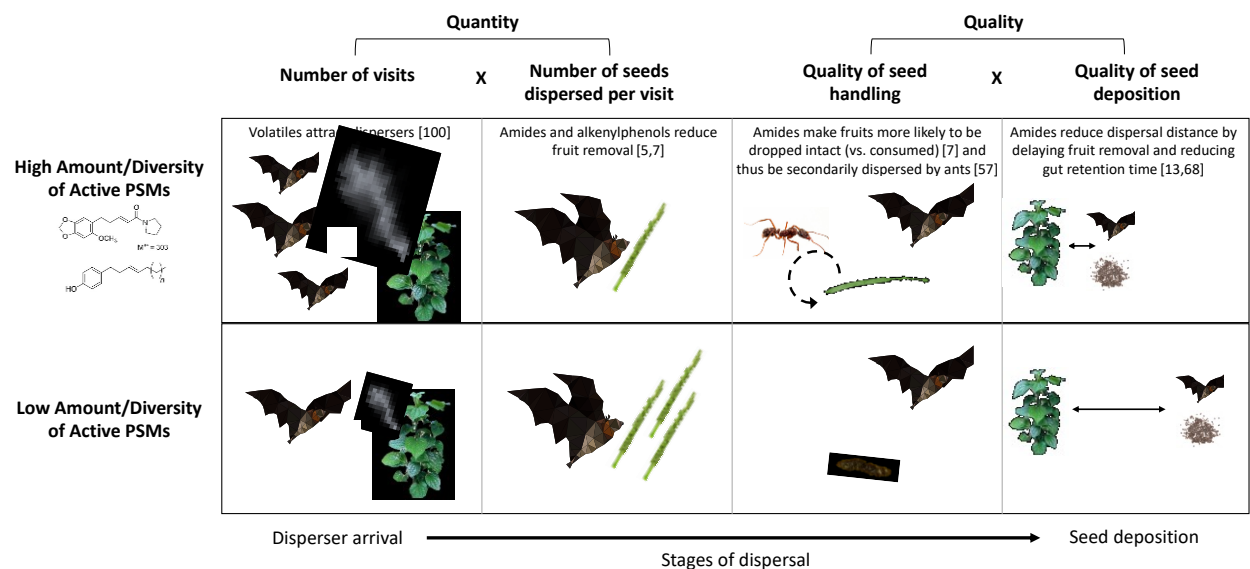 Quantity
Quality
Number of visits
X
Number of seeds
dispersed per visit
Quality of seed
handling
X
Quality of seed
deposition
High Amount/Diversity
of Active PSMs
O
O
O
N
OCH₃
M⁺ = 303
HO
n
Volatiles attract dispersers [100]
Amides and alkenylphenols reduce
fruit removal [5,7]
Amides make fruits more likely to be
dropped intact (vs. consumed) [7] and
thus be secondarily dispersed by ants [57]
Amides reduce dispersal distance by
delaying fruit removal and reducing
gut retention time [13,68]
Low Amount/Diversity
of Active PSMs
Disperser arrival
Seed deposition
Stages of dispersal